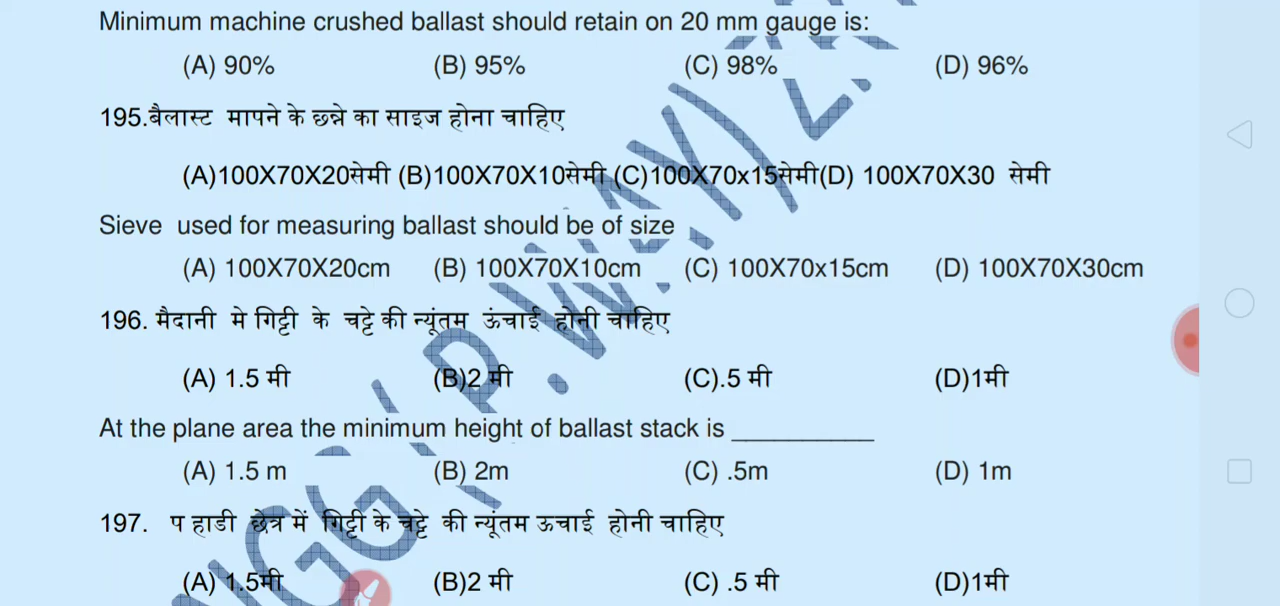 Minimum machine crushed ballast should retain on 20 mm gauge is:
(A) 90% (B) 95% (C) 98% (D) 96%
195.बैलास्ट मापने के छन्ने का साइज होना चाहिए
(A)100X70X20सेमी (B)100X70X10सेमी (C)100X70x15सेमी(D) 100X70X30 सेमी
Sieve used for measuring ballast should be of size
(A) 100X70X20cm (B) 100X70X10cm (C) 100X70x15cm (D) 100X70X30cm
196. मैदानी मे गिट्टी के चट्टे की न्यूंतम ऊंचाई होनी चाहिए
(A) 1.5 मी (B)2 मी (C).5 मी (D)1मी
At the plane area the minimum height of ballast stack is __________
(A) 1.5 m (B) 2m (C) .5m (D) 1m
197. प हाडी छेत्र में गिट्टी के चट्टे की न्यूंतम ऊचाई होनी चाहिए
(A) 1.5मी (B)2 मी (C) .5 मी (D)1मी